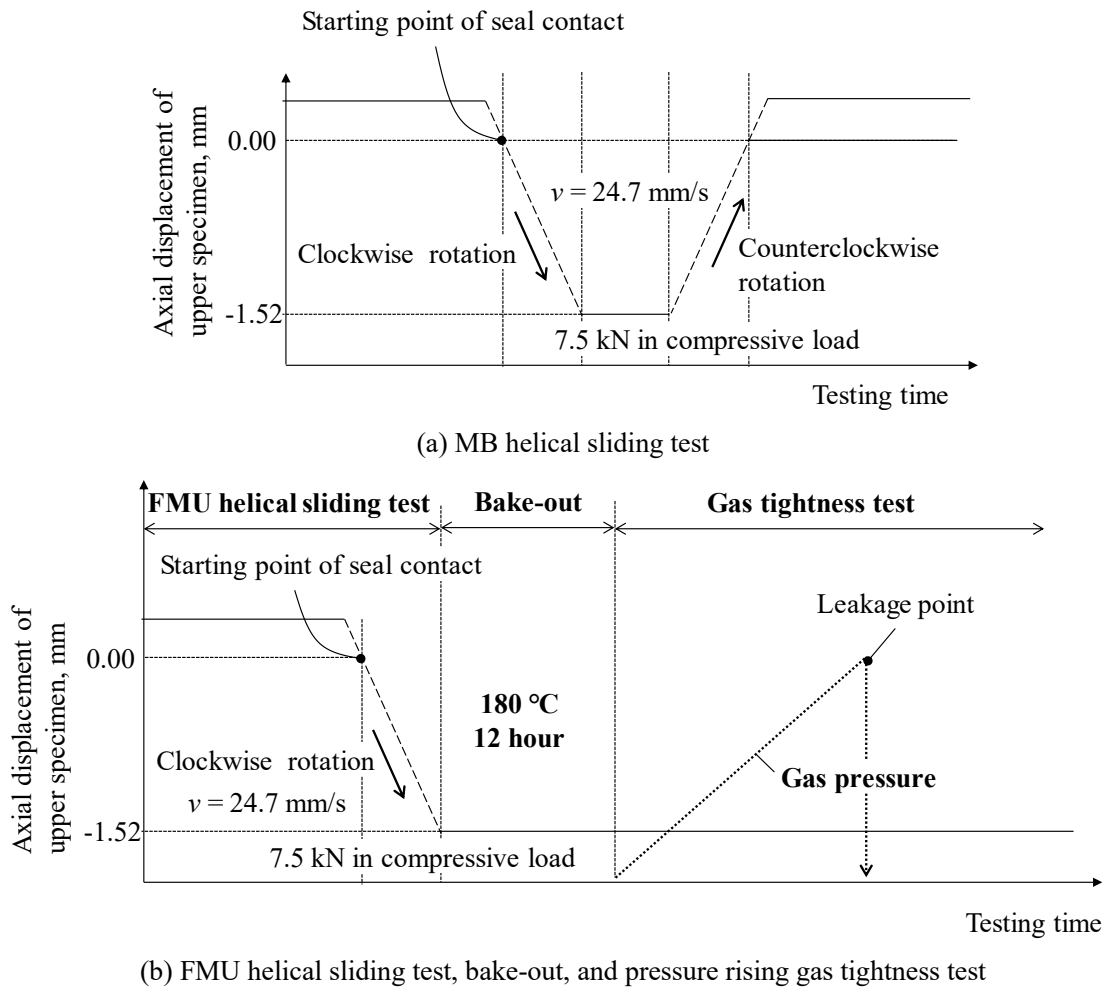 Starting point of seal contact
Axial displacement of
upper specimen, mm
0.00
v = 24.7 mm/s
Clockwise rotation
Counterclockwise
rotation
-1.52
7.5 kN in compressive load
Testing time
(a) MB helical sliding test
FMU helical sliding test
Bake-out
Gas tightness test
Starting point of seal contact
Leakage point
Axial displacement of
upper specimen, mm
0.00
180 °C
12 hour
Clockwise rotation
v = 24.7 mm/s
Gas pressure
-1.52
7.5 kN in compressive load
Testing time
(b) FMU helical sliding test, bake-out, and pressure rising gas tightness test